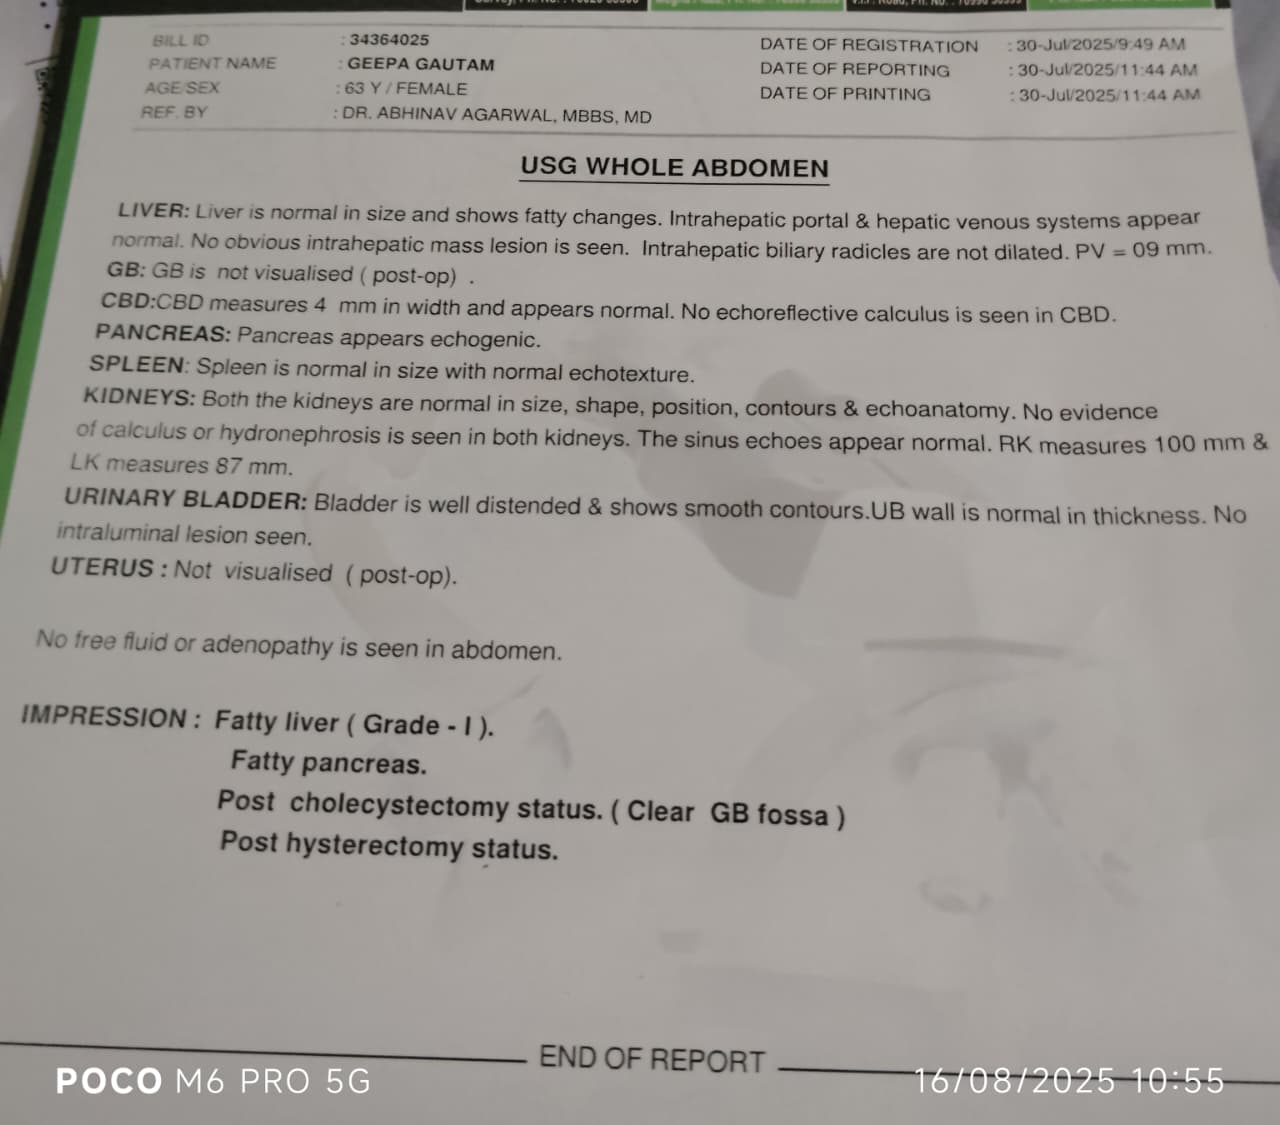 BILL ID : 34364025 DATE OF REGISTRATION : 30-Jul/2025/9:49 AM
PATIENT NAME : GEEPA GAUTAM DATE OF REPORTING : 30-Jul/2025/11:44 AM
AGE/SEX : 63 Y / FEMALE DATE OF PRINTING : 30-Jul/2025/11:44 AM
REF. BY : DR. ABHINAV AGARWAL, MBBS, MD
USG WHOLE ABDOMEN
LIVER: Liver is normal in size and shows fatty changes. Intrahepatic portal & hepatic venous systems appear
normal. No obvious intrahepatic mass lesion is seen. Intrahepatic biliary radicles are not dilated. PV = 09 mm.
GB: GB is not visualised ( post-op) .
CBD:CBD measures 4 mm in width and appears normal. No echoreflective calculus is seen in CBD.
PANCREAS: Pancreas appears echogenic.
SPLEEN: Spleen is normal in size with normal echotexture.
KIDNEYS: Both the kidneys are normal in size, shape, position, contours & echoanatomy. No evidence
of calculus or hydronephrosis is seen in both kidneys. The sinus echoes appear normal. RK measures 100 mm &
LK measures 87 mm.
URINARY BLADDER: Bladder is well distended & shows smooth contours.UB wall is normal in thickness. No
intraluminal lesion seen.
UTERUS : Not visualised ( post-op).
No free fluid or adenopathy is seen in abdomen.
IMPRESSION : Fatty liver ( Grade - I ).
Fatty pancreas.
Post cholecystectomy status. ( Clear GB fossa )
Post hysterectomy status.
END OF REPORT
POCO M6 PRO 5G
16/08/2025 10:55